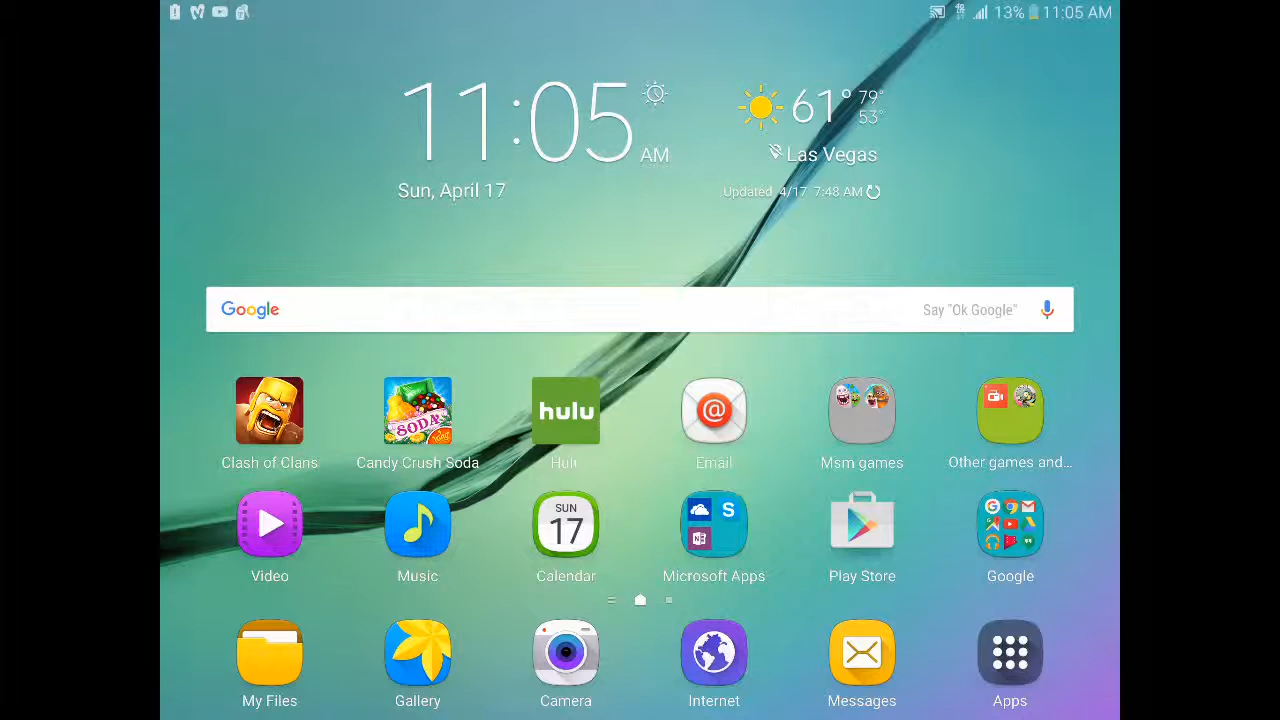 13% 11:05 AM
11:05 AM
61° 79°
53°
Las Vegas
Sun, April 17
Updated 4/17 7:48 AM
Google Say "Ok Google"
hulu
SODA
Clash of Clans Candy Crush Soda Hulu Email Msm games Other games and...
SUN
17
S
N
G
Video Music Calendar Microsoft Apps Play Store Google
My Files Gallery Camera Internet Messages Apps